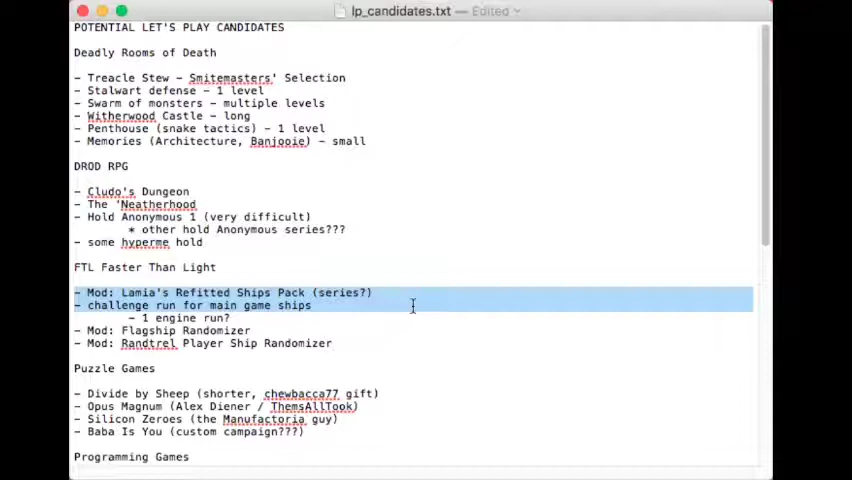 lp_candidates.txt — Edited
POTENTIAL LET'S PLAY CANDIDATES
Deadly Rooms of Death
- Treacle Stew - Smitemasters' Selection
- Stalwart defense - 1 level
- Swarm of monsters - multiple levels
- Witherwood Castle - long
- Penthouse (snake tactics) - 1 level
- Memories (Architecture, Banjooie) - small
DROD RPG
- Cludo's Dungeon
- The 'Neatherhood
- Hold Anonymous 1 (very difficult)
* other hold Anonymous series???
- some hyperme hold
FTL Faster Than Light
- Mod: Lamia's Refitted Ships Pack (series?)
- challenge run for main game ships
- 1 engine run?
- Mod: Flagship Randomizer
- Mod: Randtrel Player Ship Randomizer
Puzzle Games
- Divide by Sheep (shorter, chewbacca77 gift)
- Opus Magnum (Alex Diener / ThemsAllTook)
- Silicon Zeroes (the Manufactoria guy)
- Baba Is You (custom campaign???)
Programming Games